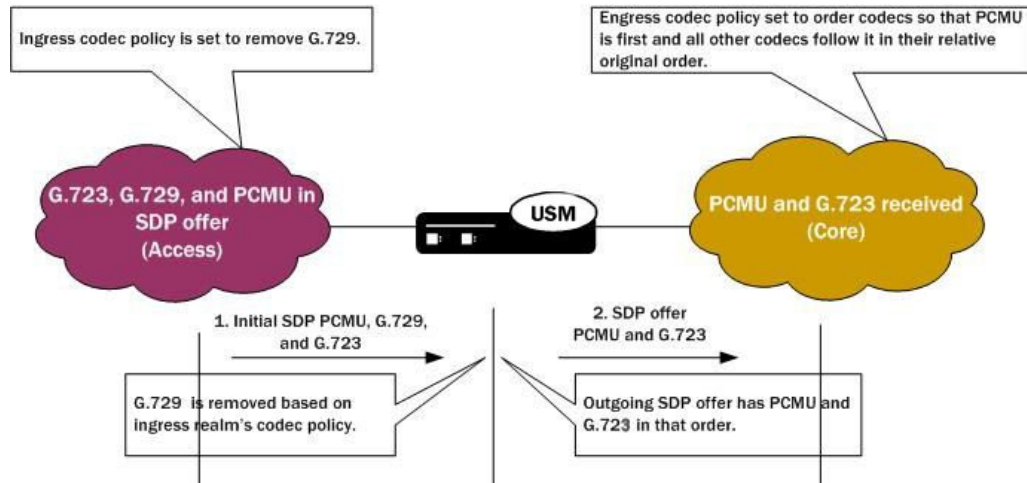 Ingress codec policy is set to remove G.729.
Engress codec policy set to order codecs so that PCMU
is first and all other codecs follow it in their relative
original order.
G.723, G.729, and PCMU in
SDP offer
(Access)
USM
PCMU and G.723 received
(Core)
1. Initial SDP PCMU, G.729,
and G.723
2. SDP offer
PCMU and G.723
G.729 is removed based on
ingress realm's codec policy.
Outgoing SDP offer has PCMU and
G.723 in that order.